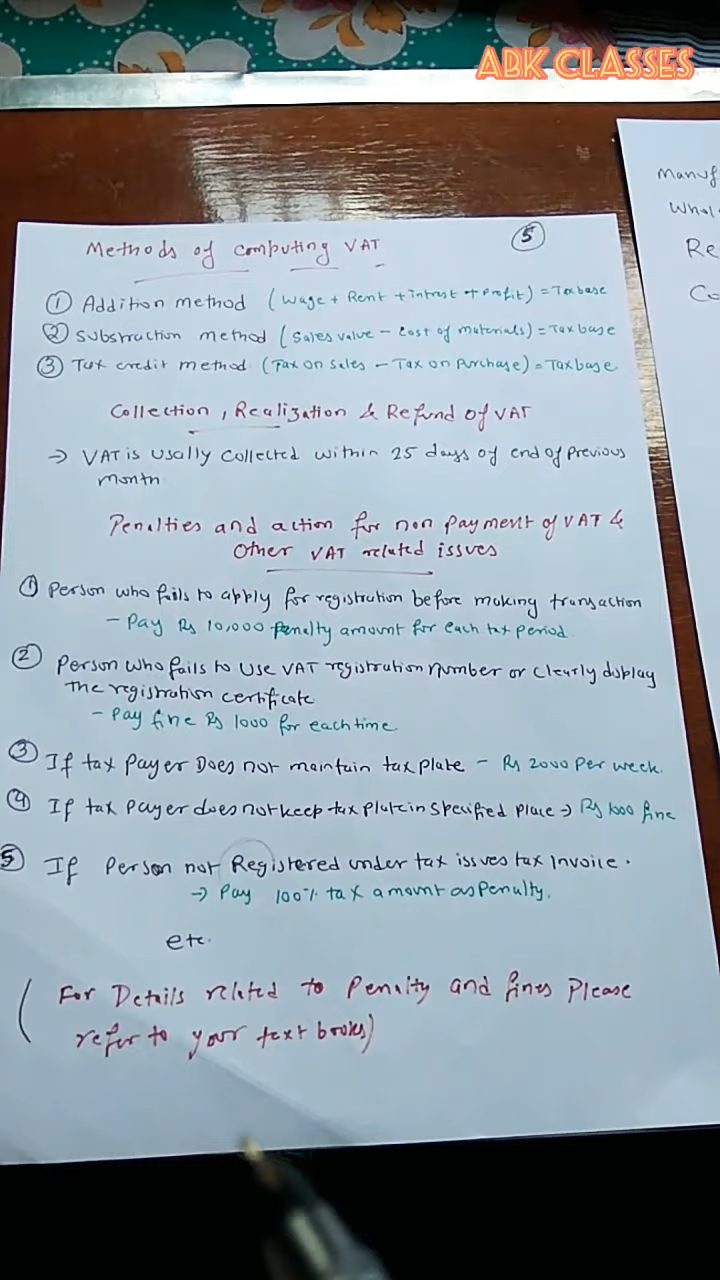 ABK CLASSES
Manuf
Whol
Re
Co
Methods of computing VAT
5
① Addition method (Wage + Rent + intrest + Profit) = Taxbase
② Substraction method (Sales value - Cost of materials) = Tax base
③ Tax credit method (Tax on Sales - Tax on Purchase) = Taxbase
Collection, Realization & Refund of VAT
→ VAT is Usally Collected within 25 days of end of Previous
month
Penalties and action for non payment of VAT &
Other VAT related issues
① Person who fails to apply for registration before making transaction
- Pay Rs 10,000 Penalty amount for each tax period
② Person who fails to use VAT registration number or clearly display
the registration certificate
- Pay fine Rs 1000 for each time
③ If tax Payer Does not maintain tax plate - Rs 2000 Per week
④ If tax payer does not keep tax plate in specified place → Rs 1000 fine
⑤ If Person not Registered under tax issues tax Invoice.
→ Pay 100% tax amount as Penalty.
etc.
(For Details related to Penalty and fines Please
refer to your text books)